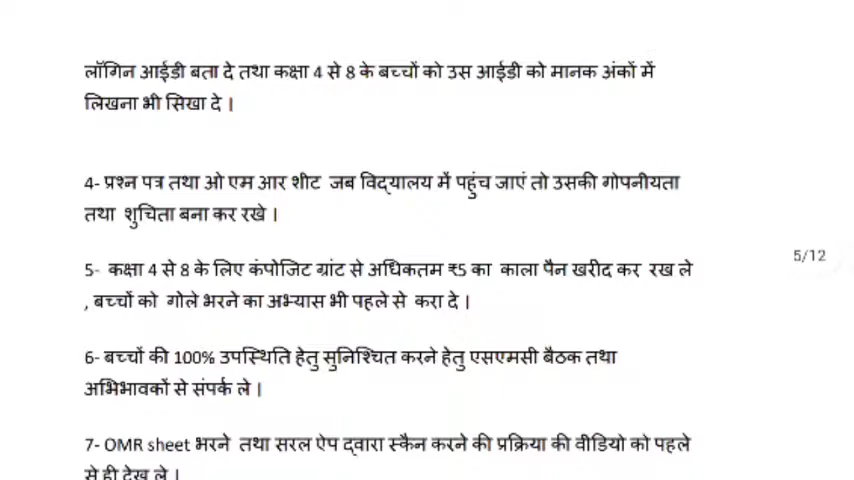 लॉगिन आईडी बता दे तथा कक्षा 4 से 8 के बच्चों को उस आईडी को मानक अंकों में
लिखना भी सिखा दे |
4- प्रश्न पत्र तथा ओ एम आर शीट जब विद्यालय में पहुंच जाएं तो उसकी गोपनीयता
तथा शुचिता बना कर रखे |
5- कक्षा 4 से 8 के लिए कंपोजिट ग्रांट से अधिकतम ₹5 का काला पैन खरीद कर रख ले
, बच्चों को गोले भरने का अभ्यास भी पहले से करा दे |
5/12
6- बच्चों की 100% उपस्थिति हेतु सुनिश्चित करने हेतु एसएमसी बैठक तथा
अभिभावकों से संपर्क ले |
7- OMR sheet भरने तथा सरल ऐप द्वारा स्कैन करने की प्रक्रिया की वीडियो को पहले
से ही देख ले |